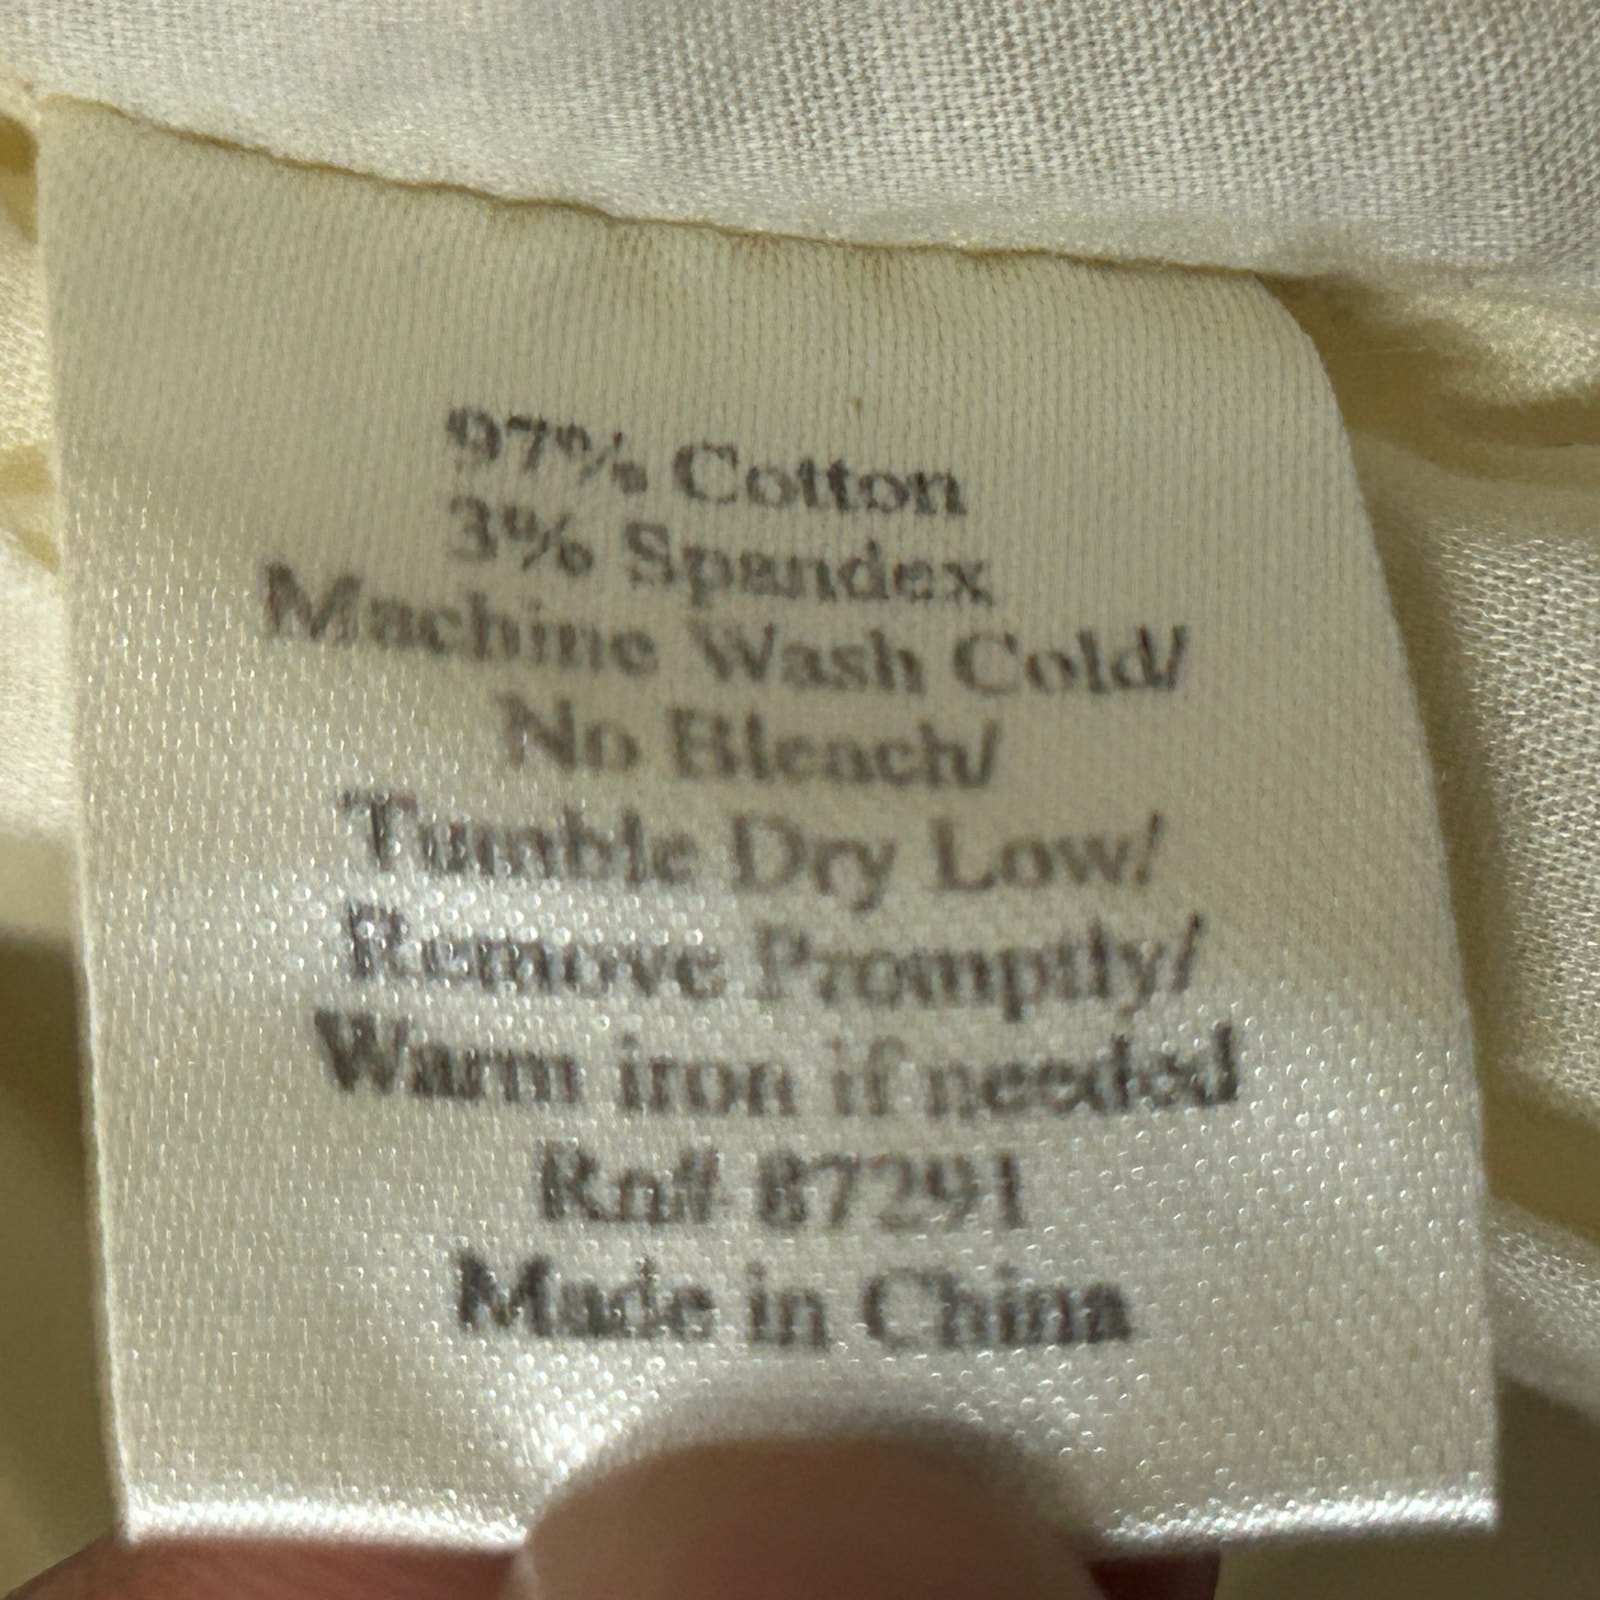 97% Cotton
3% Spandex
Machine Wash Cold/
No Bleach/
Tumble Dry Low/
Remove Promptly/
Warm iron if needed
Rn# 87291
Made in China